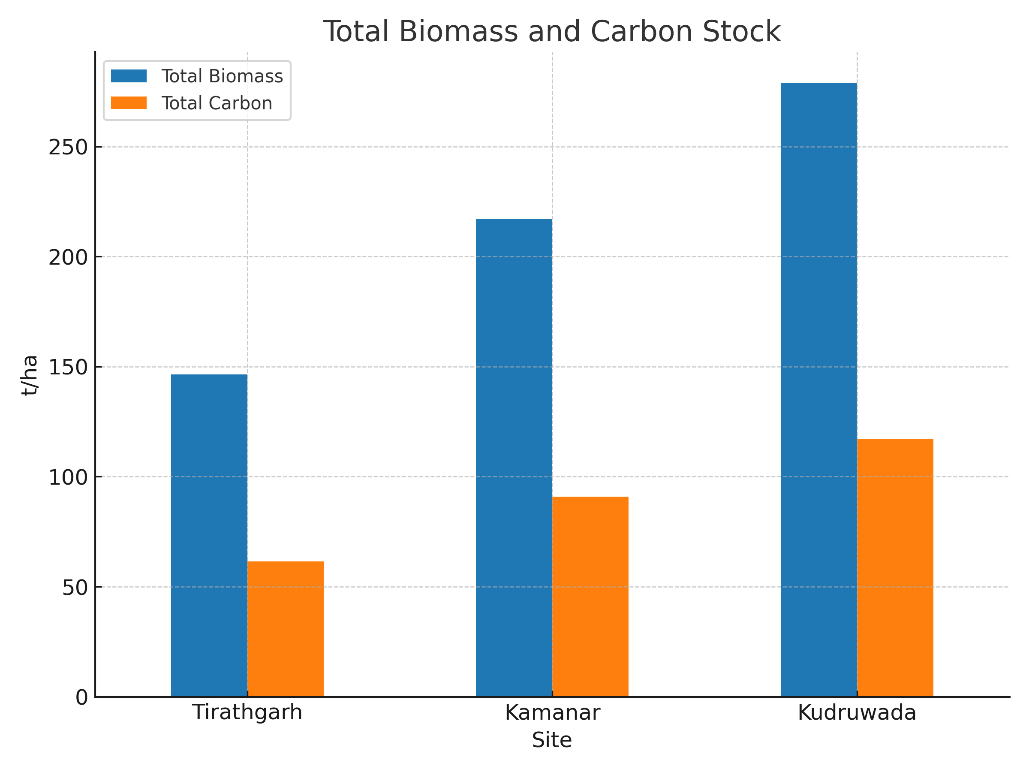 Total Biomass and Carbon Stock
Total Biomass
Total Carbon
250
200
150
100
50
0
t/ha
Tirathgarh
Kamanar
Kudruwada
Site